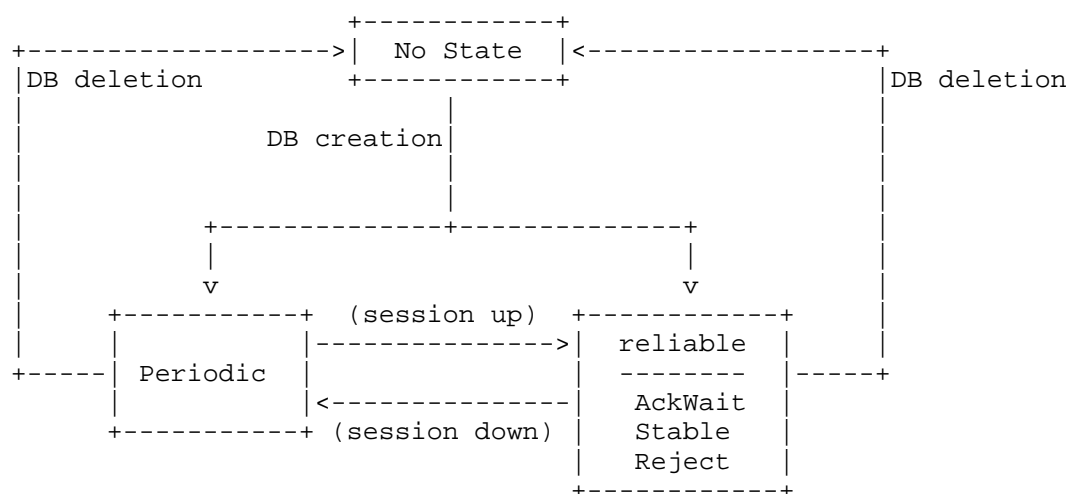 No State
DB deletion DB deletion
DB creation
(session up)
reliable
--------
Periodic
AckWait
(session down) Stable
Reject